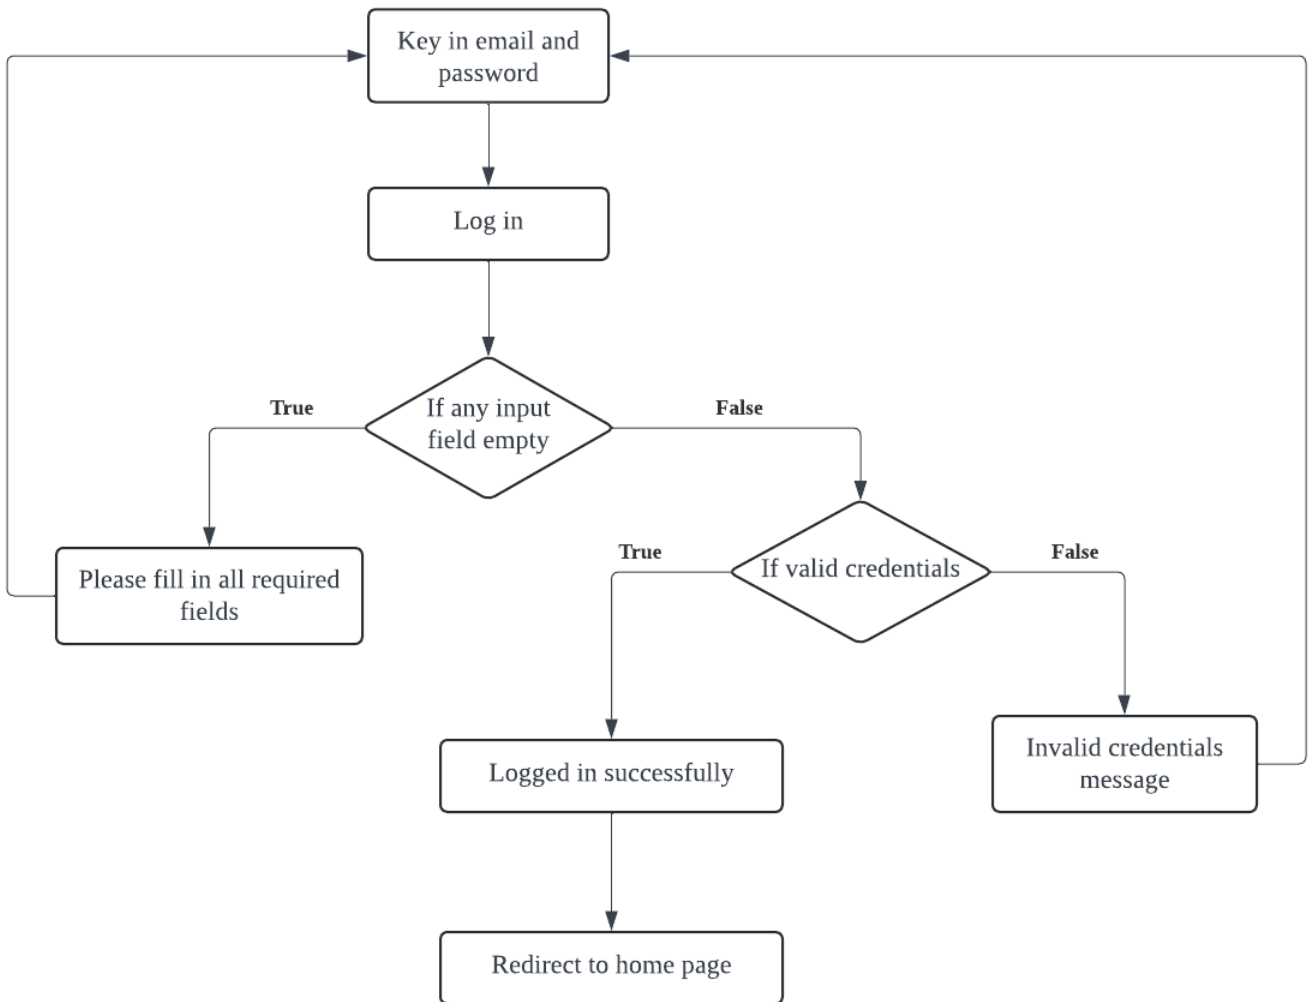 Key in email and
password
Log in
If any input
field empty
True
False
Please fill in all required
fields
If valid credentials
True
False
Logged in successfully
Invalid credentials
message
Redirect to home page